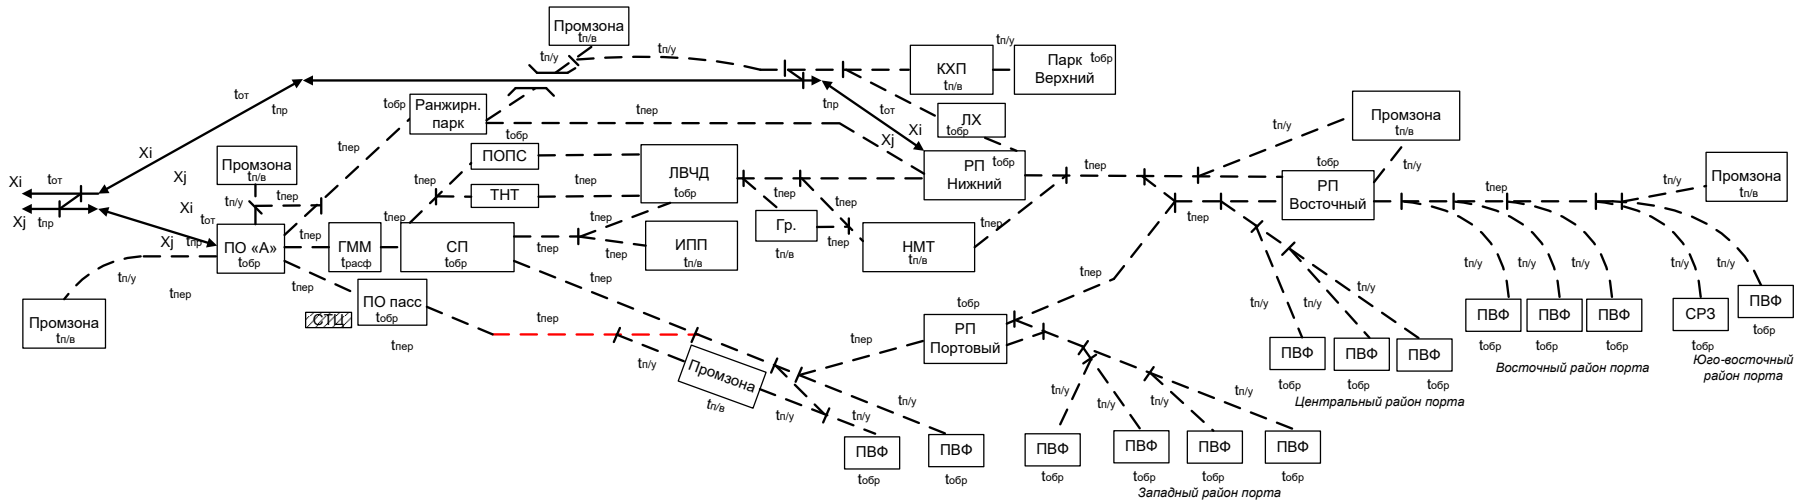 Промзона
tп/в
tп/у
tп/у
tп/у
КХП
tп/в
Парк
Верхний
tобр
tот
tпр
tобр
Ранжирн.
парк
tпер
tобр
tпр
tот
Xi
Xj
ЛХ
tобр
Промзона
tп/в
tп/у
tп/у
Xi
tпер
ПОПС
ЛВЧД
tобр
РП
Нижний
tобр
tпер
tп/у
tобр
РП
Восточный
tпер
Промзона
tп/в
tп/у
Xi
tот
Xj
tпр
Промзона
tп/в
tп/у
tпер
Xj
Xi
tот
Xj
tпр
tпер
tпер
ТНТ
tпер
tпер
tпер
tпер
Гр.
tп/в
tпер
НМТ
tп/в
tпер
tпер
ПО «А»
tобр
ГММ
tрасф
tпер
СП
tобр
tпер
tпер
ИПП
tп/в
tп/у
tпер
tпер
Промзона
tп/в
СТЦ
ПО пасс
tобр
tпер
tпер
tпер
tпер
tобр
РП
Портовый
tпер
tп/у
Промзона
tп/в
tп/у
tп/у
tп/у
ПВФ
tобр
ПВФ
tобр
tп/у
tп/у
tп/у
tп/у
ПВФ
tобр
ПВФ
tобр
ПВФ
tобр
ПВФ
tобр
Западный район порта
tп/у
tп/у
tп/у
ПВФ
tобр
ПВФ
tобр
ПВФ
tобр
Центральный район порта
tп/у
tп/у
tп/у
ПВФ
tобр
ПВФ
tобр
ПВФ
tобр
Восточный район порта
tп/у
tп/у
СРЗ
tобр
ПВФ
tобр
Юго-восточный
район порта